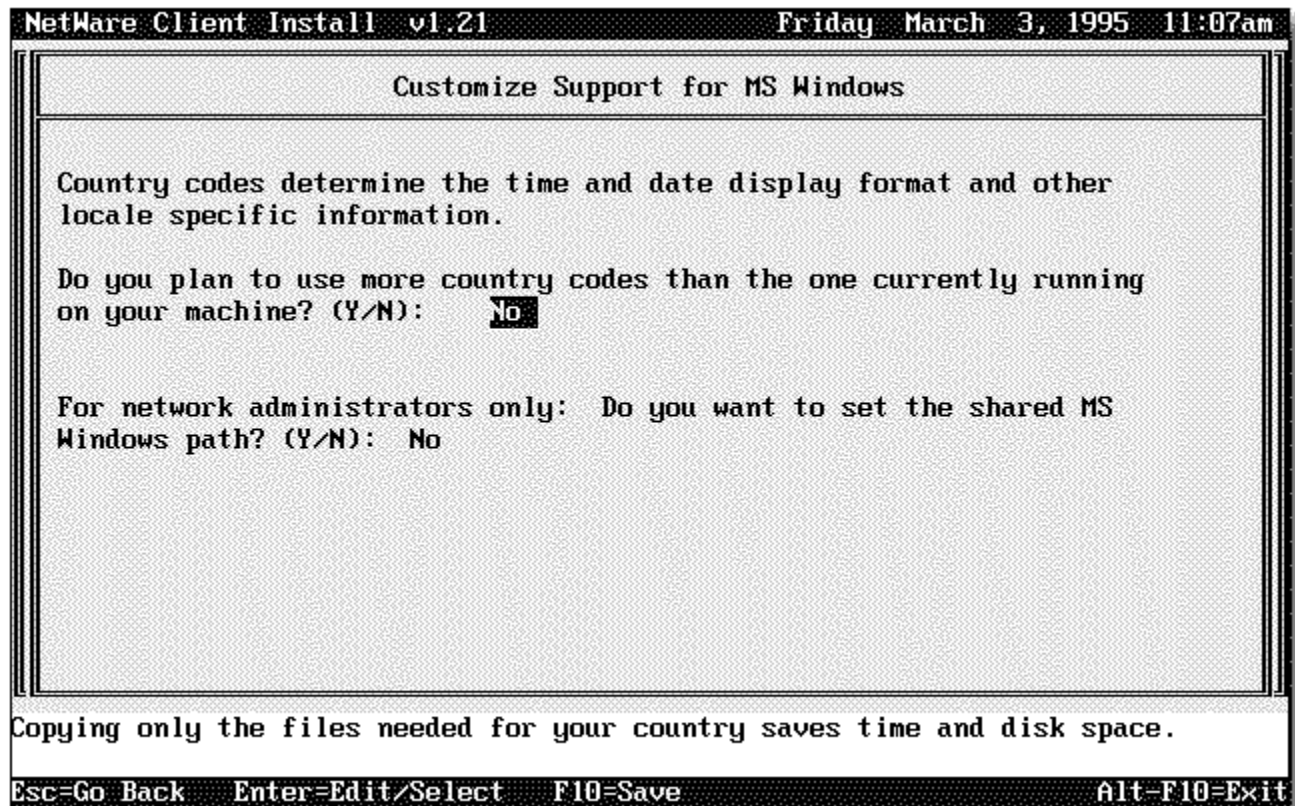 NetWare Client Install v1.21 Friday March 3, 1995 11:07am
Customize Support for MS Windows
Country codes determine the time and date display format and other
locale specific information.
Do you plan to use more country codes than the one currently running
on your machine? (Y/N): No
For network administrators only: Do you want to set the shared MS
Windows path? (Y/N): No
Copying only the files needed for your country saves time and disk space.
Esc=Go Back Enter=Edit/Select F10=Save Alt-F10=Exit